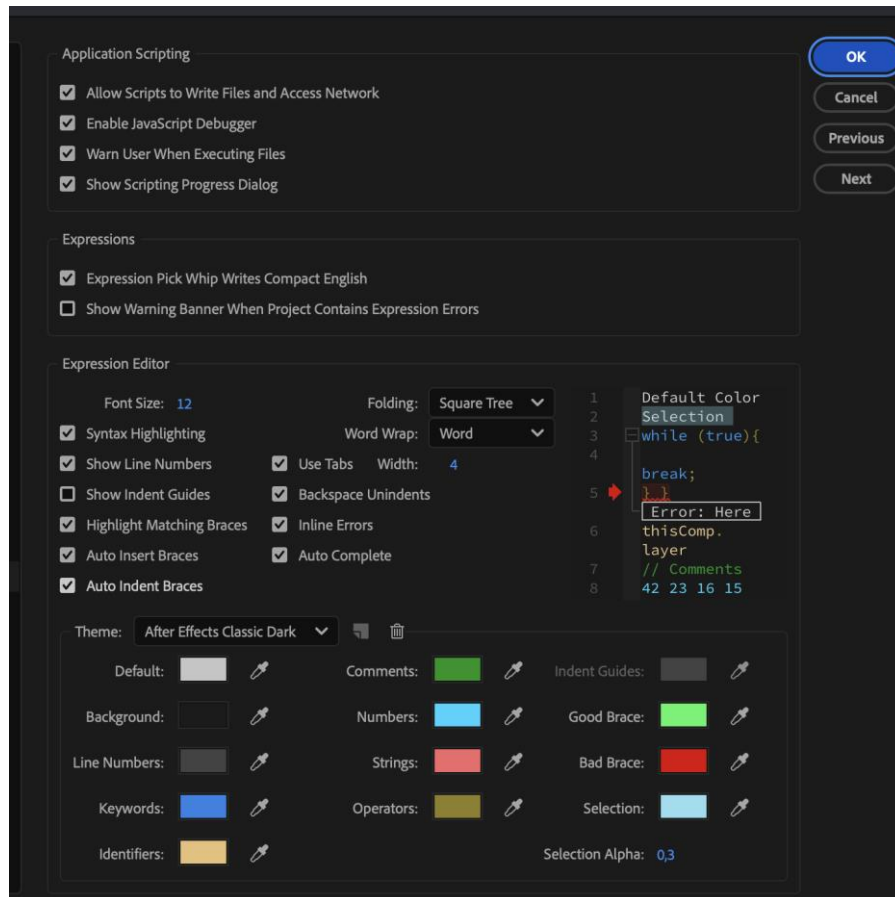 Application Scripting
Allow Scripts to Write Files and Access Network
Enable JavaScript Debugger
Warn User When Executing Files
Show Scripting Progress Dialog
OK
Cancel
Previous
Next
Expressions
Expression Pick Whip Writes Compact English
Show Warning Banner When Project Contains Expression Errors
Expression Editor
Font Size: 12
Syntax Highlighting
Show Line Numbers
Show Indent Guides
Highlight Matching Braces
Auto Insert Braces
Auto Indent Braces
Folding: Square Tree
Word Wrap: Word
Use Tabs Width: 4
Backspace Unindents
Inline Errors
Auto Complete
1 Default Color
2 Selection
3 while (true){
4
break;
5 } }
Error: Here
6 thisComp.
layer
7 // Comments
8 42 23 16 15
Theme: After Effects Classic Dark
Default: Comments: Indent Guides:
Background: Numbers: Good Brace:
Line Numbers: Strings: Bad Brace:
Keywords: Operators: Selection:
Identifiers: Selection Alpha: 0,3